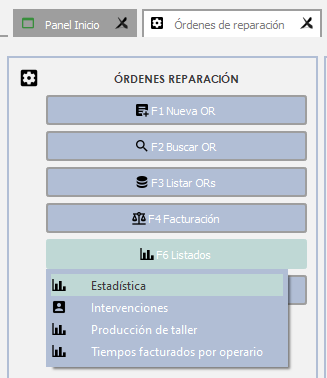 Panel Inicio
Órdenes de reparación
ÓRDENES REPARACIÓN
F1 Nueva OR
F2 Buscar OR
F3 Listar ORs
F4 Facturación
F6 Listados
Estadística
Intervenciones
Producción de taller
Tiempos facturados por operario